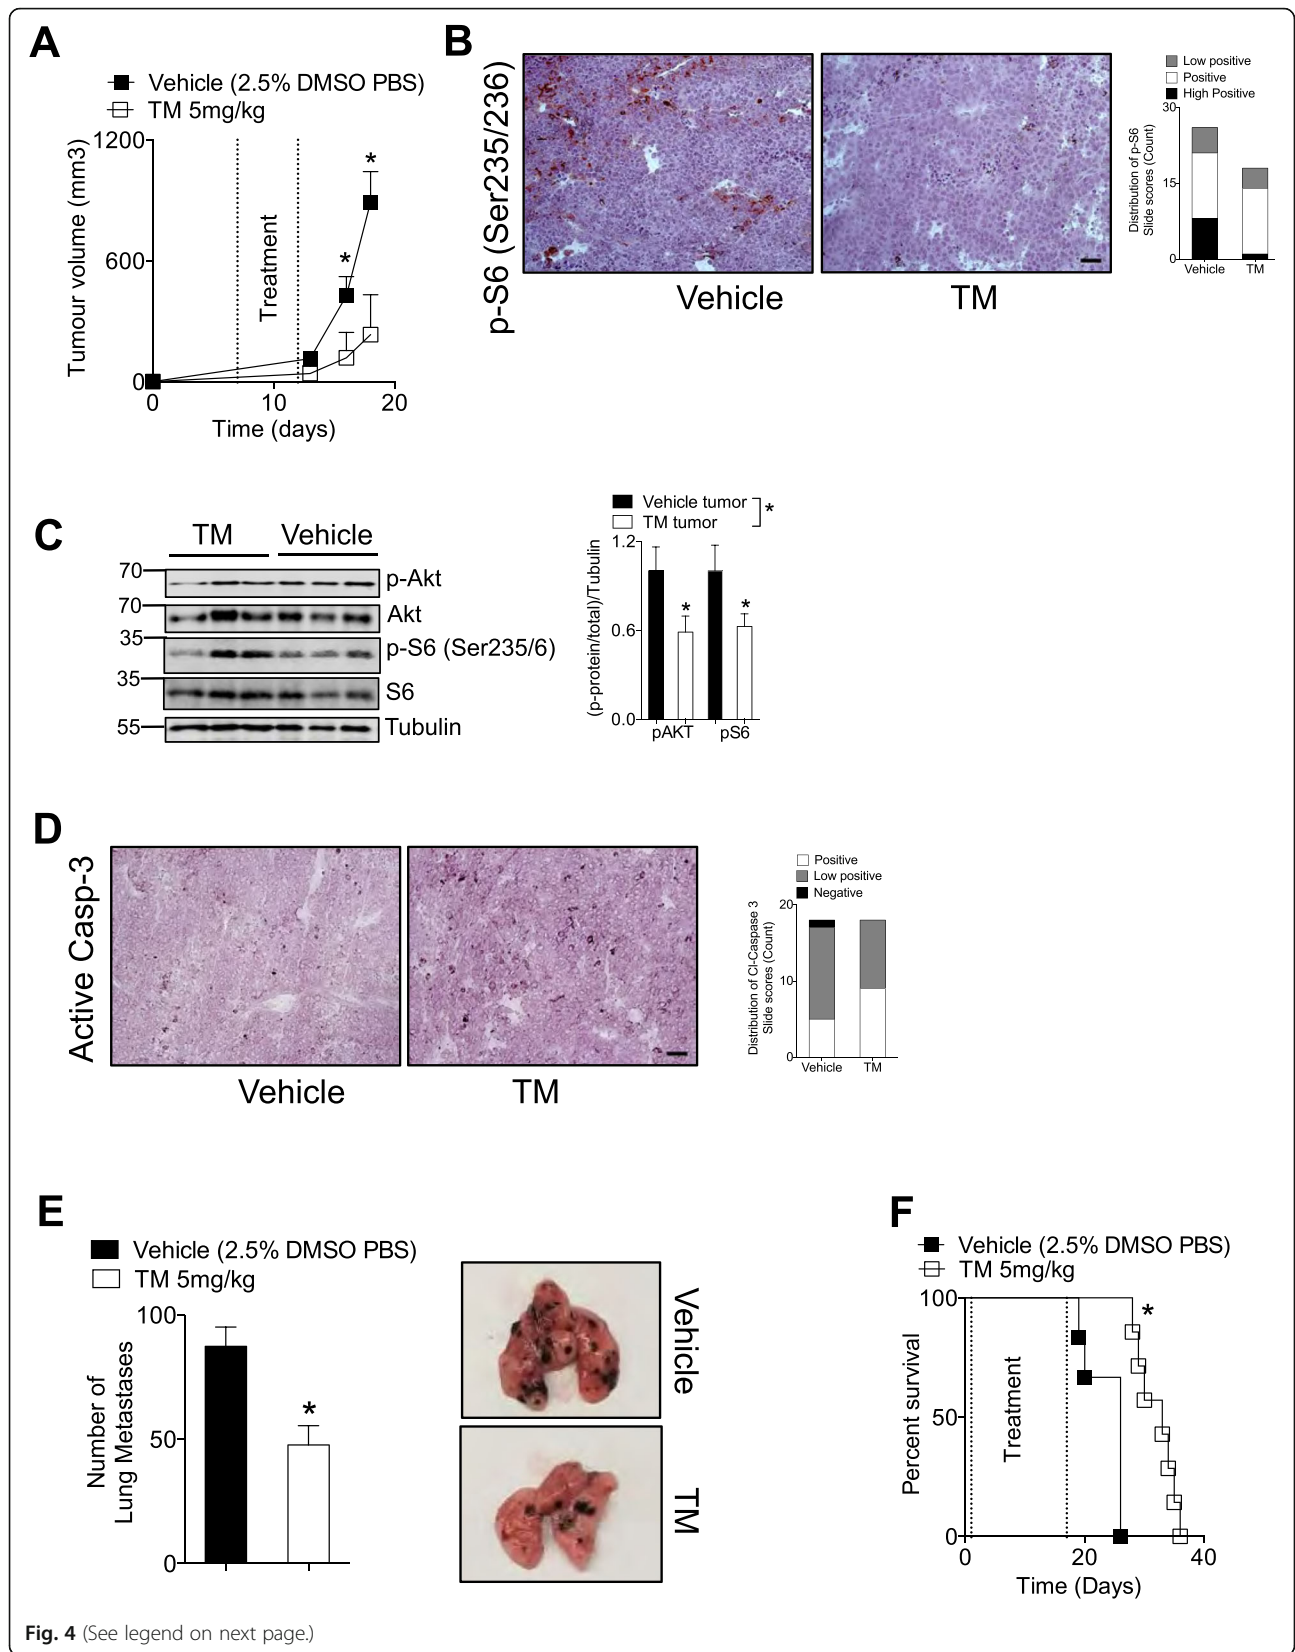 A
Vehicle (2.5% DMSO PBS)
TM 5mg/kg
Tumour volume (mm3)
1200
600
0
Treatment
*
*
0
10
20
Time (days)
B
p-S6 (Ser235/236)
Vehicle
TM
Low positive
Positive
High Positive
Distribution of p-S6
Slide scores (Count)
30
15
0
Vehicle
TM
C
TM
Vehicle
70
p-Akt
70
Akt
35
p-S6 (Ser235/6)
35
S6
55
Tubulin
Vehicle tumor
TM tumor
*
(p-protein/total)/Tubulin
1.2
0.6
0.0
*
*
pAKT
pS6
D
Active Casp-3
Vehicle
TM
Positive
Low positive
Negative
Distribution of Cl-Caspase 3
Slide scores (Count)
20
10
0
Vehicle
TM
E
Vehicle (2.5% DMSO PBS)
TM 5mg/kg
Number of
Lung Metastases
100
50
0
*
Vehicle
TM
F
Vehicle (2.5% DMSO PBS)
TM 5mg/kg
Percent survival
100
50
0
Treatment
*
0
20
40
Time (Days)
Fig. 4 (See legend on next page.)